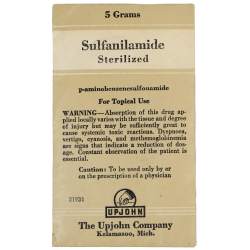 5 Grams
Sulfanilamide
Sterilized
p-aminobenzenesulfonamide
For Topical Use
WARNING—Absorption of this drug ap-
plied locally varies with the tissue and degree
of injury but may be sufficiently great to
cause systemic toxic reactions. Dyspnoea,
vertigo, cyanosis, and methemoglobinemia
are signs that indicate a reduction of dos-
age. Constant observation of the patient is
essential.
Caution: To be used only by or
on the prescription of a physician
21931
UPJOHN
The Upjohn Company
Kalamazoo, Mich.